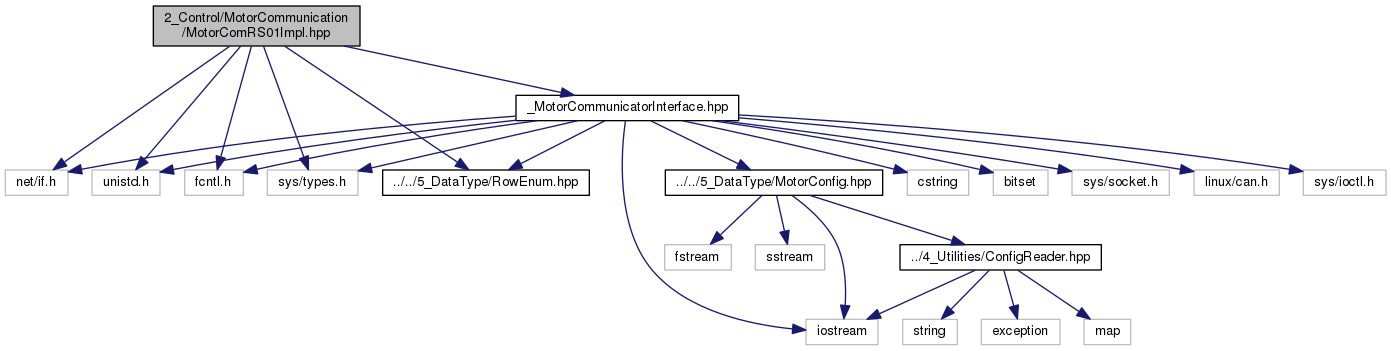 2_Control/MotorCommunication
/MotorComRS01Impl.hpp
_MotorCommunicatorInterface.hpp
net/if.h
unistd.h
fcntl.h
sys/types.h
../../5_DataType/RowEnum.hpp
../../5_DataType/MotorConfig.hpp
cstring
bitset
sys/socket.h
linux/can.h
sys/ioctl.h
fstream
sstream
../4_Utilities/ConfigReader.hpp
iostream
string
exception
map